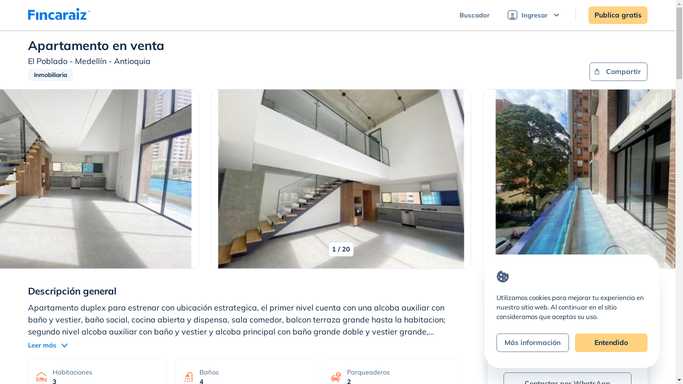 Fincaraiz
Buscador
Ingresar
Publica gratis
Apartamento en venta
El Poblado - Medellín - Antioquia
Inmobiliaria
Compartir
1 / 20
Descripción general
Apartamento duplex para estrenar con ubicación estrategica, el primer nivel cuenta con una alcoba auxiliar con
baño y vestier, baño social, cocina abierta y dispensa, sala comedor, balcon terraza grande hasta la habitacion;
segundo nivel alcoba auxiliar con baño y vestier y alcoba principal con baño grande doble y vestier grande,...
Leer más
Habitaciones
3
Baños
4
Parqueaderos
2
Utilizamos cookies para mejorar tu experiencia en
nuestro sitio web. Al continuar en el sitio
consideramos que aceptas su uso.
Más información
Entendido
Contactar por WhatsApp